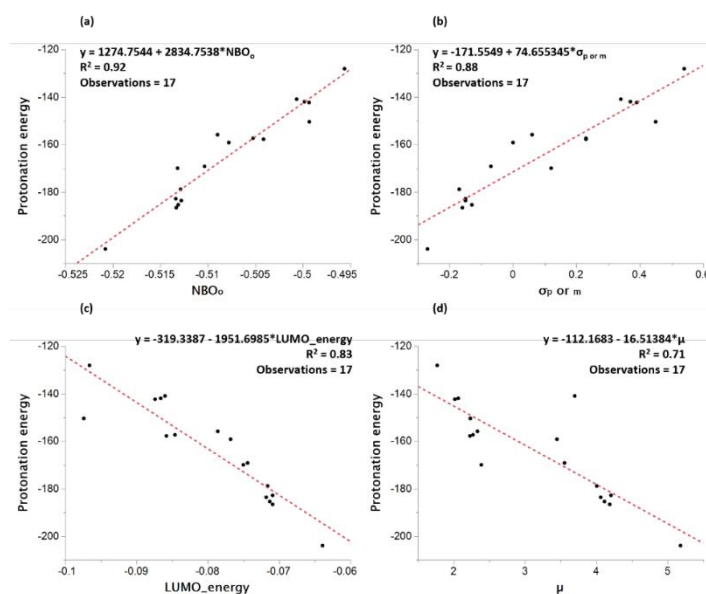 (a)
y = 1274.7544 + 2834.7538*NBOₒ
R² = 0.92
Observations = 17
-120
-140
-160
-180
-200
Protonation energy
-0.525
-0.52
-0.515
-0.51
-0.505
-0.5
-0.495
NBOₒ
(b)
y = -171.5549 + 74.655345*σp or m
R² = 0.88
Observations = 17
-120
-140
-160
-180
-200
Protonation energy
-0.2
0
0.2
0.4
0.6
σp or m
(c)
y = -319.3387 - 1951.6985*LUMO_energy
R² = 0.83
Observations = 17
-120
-140
-160
-180
-200
Protonation energy
-0.1
-0.09
-0.08
-0.07
-0.06
LUMO_energy
(d)
y = -112.1683 - 16.51384*μ
R² = 0.71
Observations = 17
-120
-140
-160
-180
-200
Protonation energy
2
3
4
5
μ